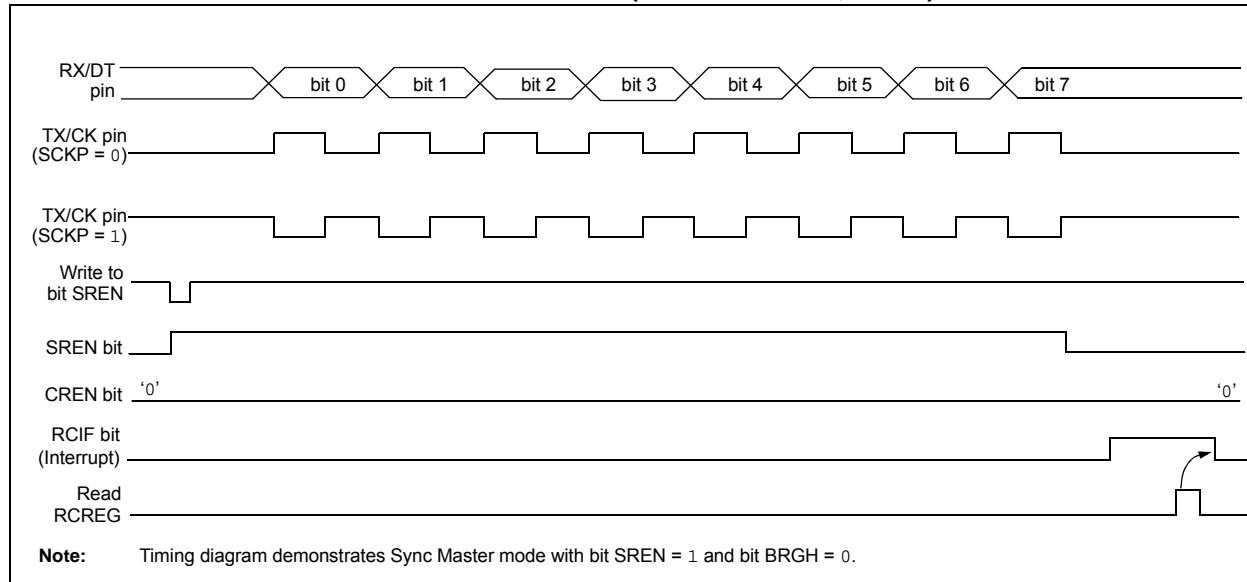 RX/DT
pin
bit 0 bit 1 bit 2 bit 3 bit 4 bit 5 bit 6 bit 7
TX/CK pin
(SCKP = 0)
TX/CK pin
(SCKP = 1)
Write to
bit SREN
SREN bit
CREN bit '0' '0'
RCIF bit
(Interrupt)
Read
RCREG
Note: Timing diagram demonstrates Sync Master mode with bit SREN = 1 and bit BRGH = 0.